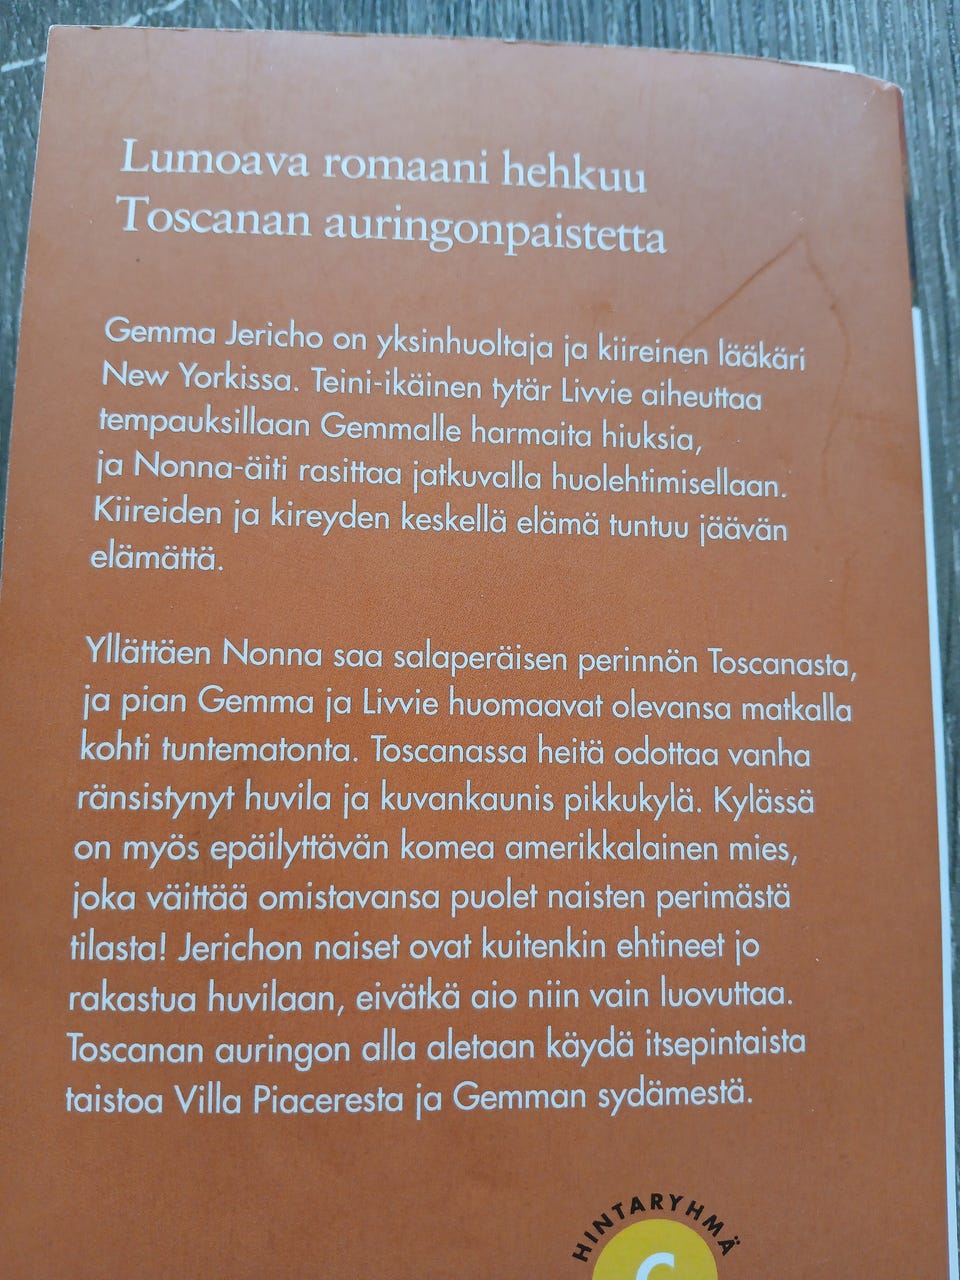 Lumoava romaani hehkuu
Toscanan auringonpaistetta
Gemma Jericho on yksinhuoltaja ja kiireinen lääkäri
New Yorkissa. Teini-ikäinen tytär Livvie aiheuttaa
tempauksillaan Gemmalle harmaita hiuksia,
ja Nonna-äiti rasittaa jatkuvalla huolehtimisellaan.
Kiireiden ja kireyden keskellä elämä tuntuu jäävän
elämättä.
Yllättäen Nonna saa salaperäisen perinnön Toscanasta,
ja pian Gemma ja Livvie huomaavat olevansa matkalla
kohti tuntematonta. Toscanassa heitä odottaa vanha
ränsistynyt huvila ja kuvankaunis pikkukylä. Kylässä
on myös epäilyttävän komea amerikkalainen mies,
joka väittää omistavansa puolet naisten perimästä
tilasta! Jerichon naiset ovat kuitenkin ehtineet jo
rakastua huvilaan, eivätkä aio niin vain luovuttaa.
Toscanan auringon alla aletaan käydä itsepintaista
taistoa Villa Piaceresta ja Gemman sydämestä.
HINTARYHMÄ